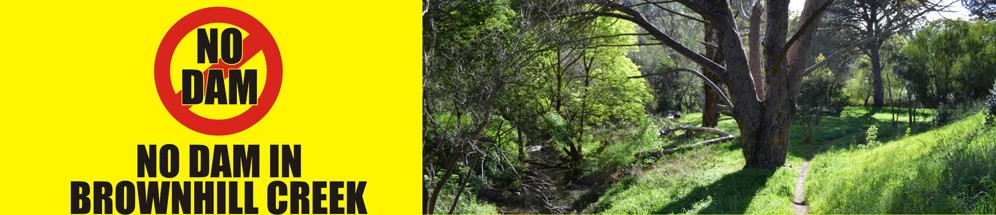 NO
DAM
NO DAM IN
BROWNHILL CREEK